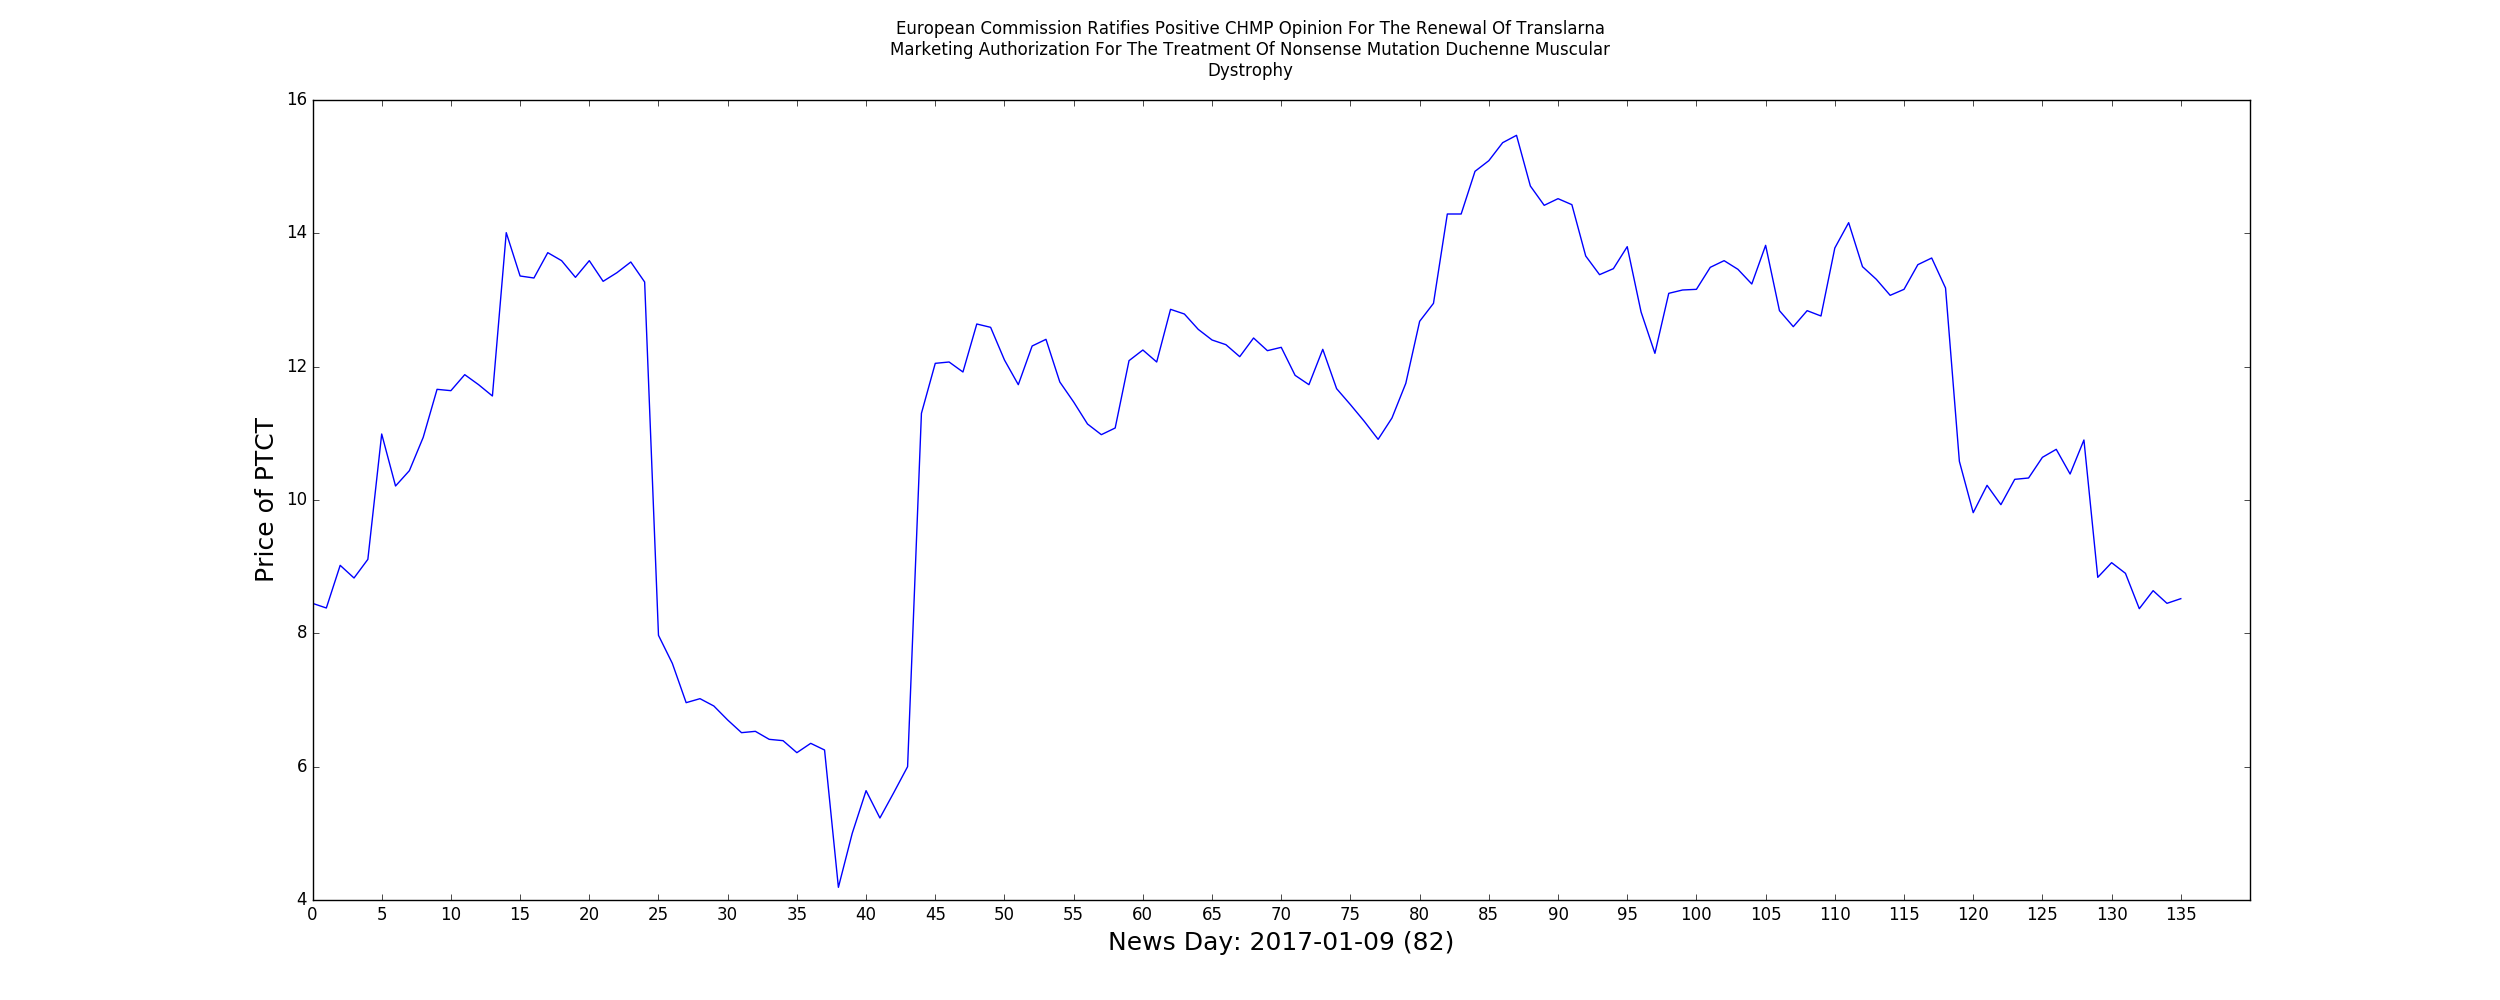 European Commission Ratifies Positive CHMP Opinion For The Renewal Of Translarna
Marketing Authorization For The Treatment Of Nonsense Mutation Duchenne Muscular
Dystrophy
16
14
12
10
8
6
4
Price of PTCT
0 5 10 15 20 25 30 35 40 45 50 55 60 65 70 75 80 85 90 95 100 105 110 115 120 125 130 135
News Day: 2017-01-09 (82)